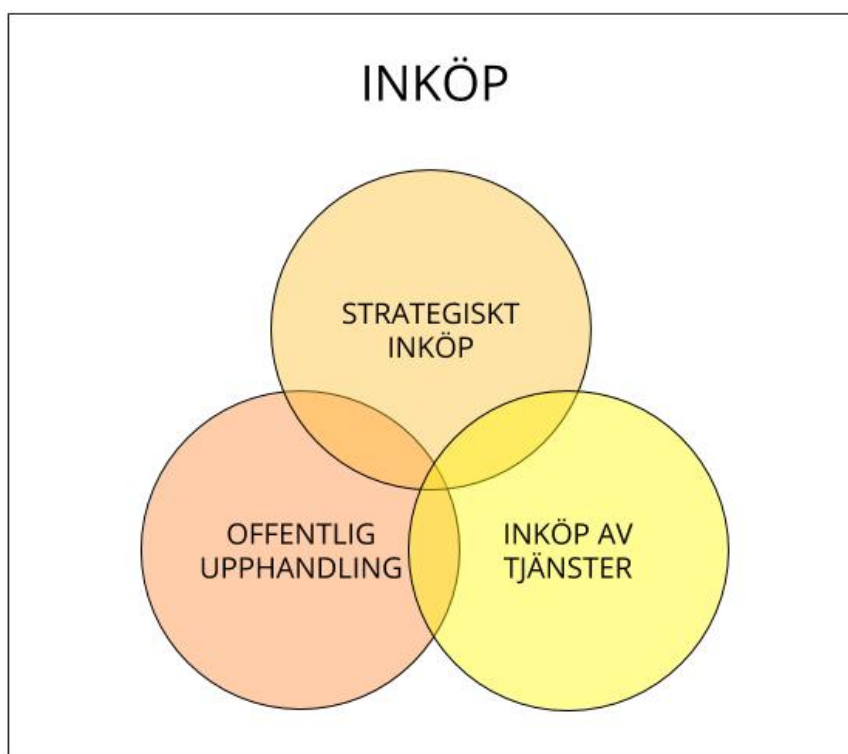 INKÖP
STRATEGISKT
INKÖP
OFFENTLIG
UPPHANDLING
INKÖP AV
TJÄNSTER